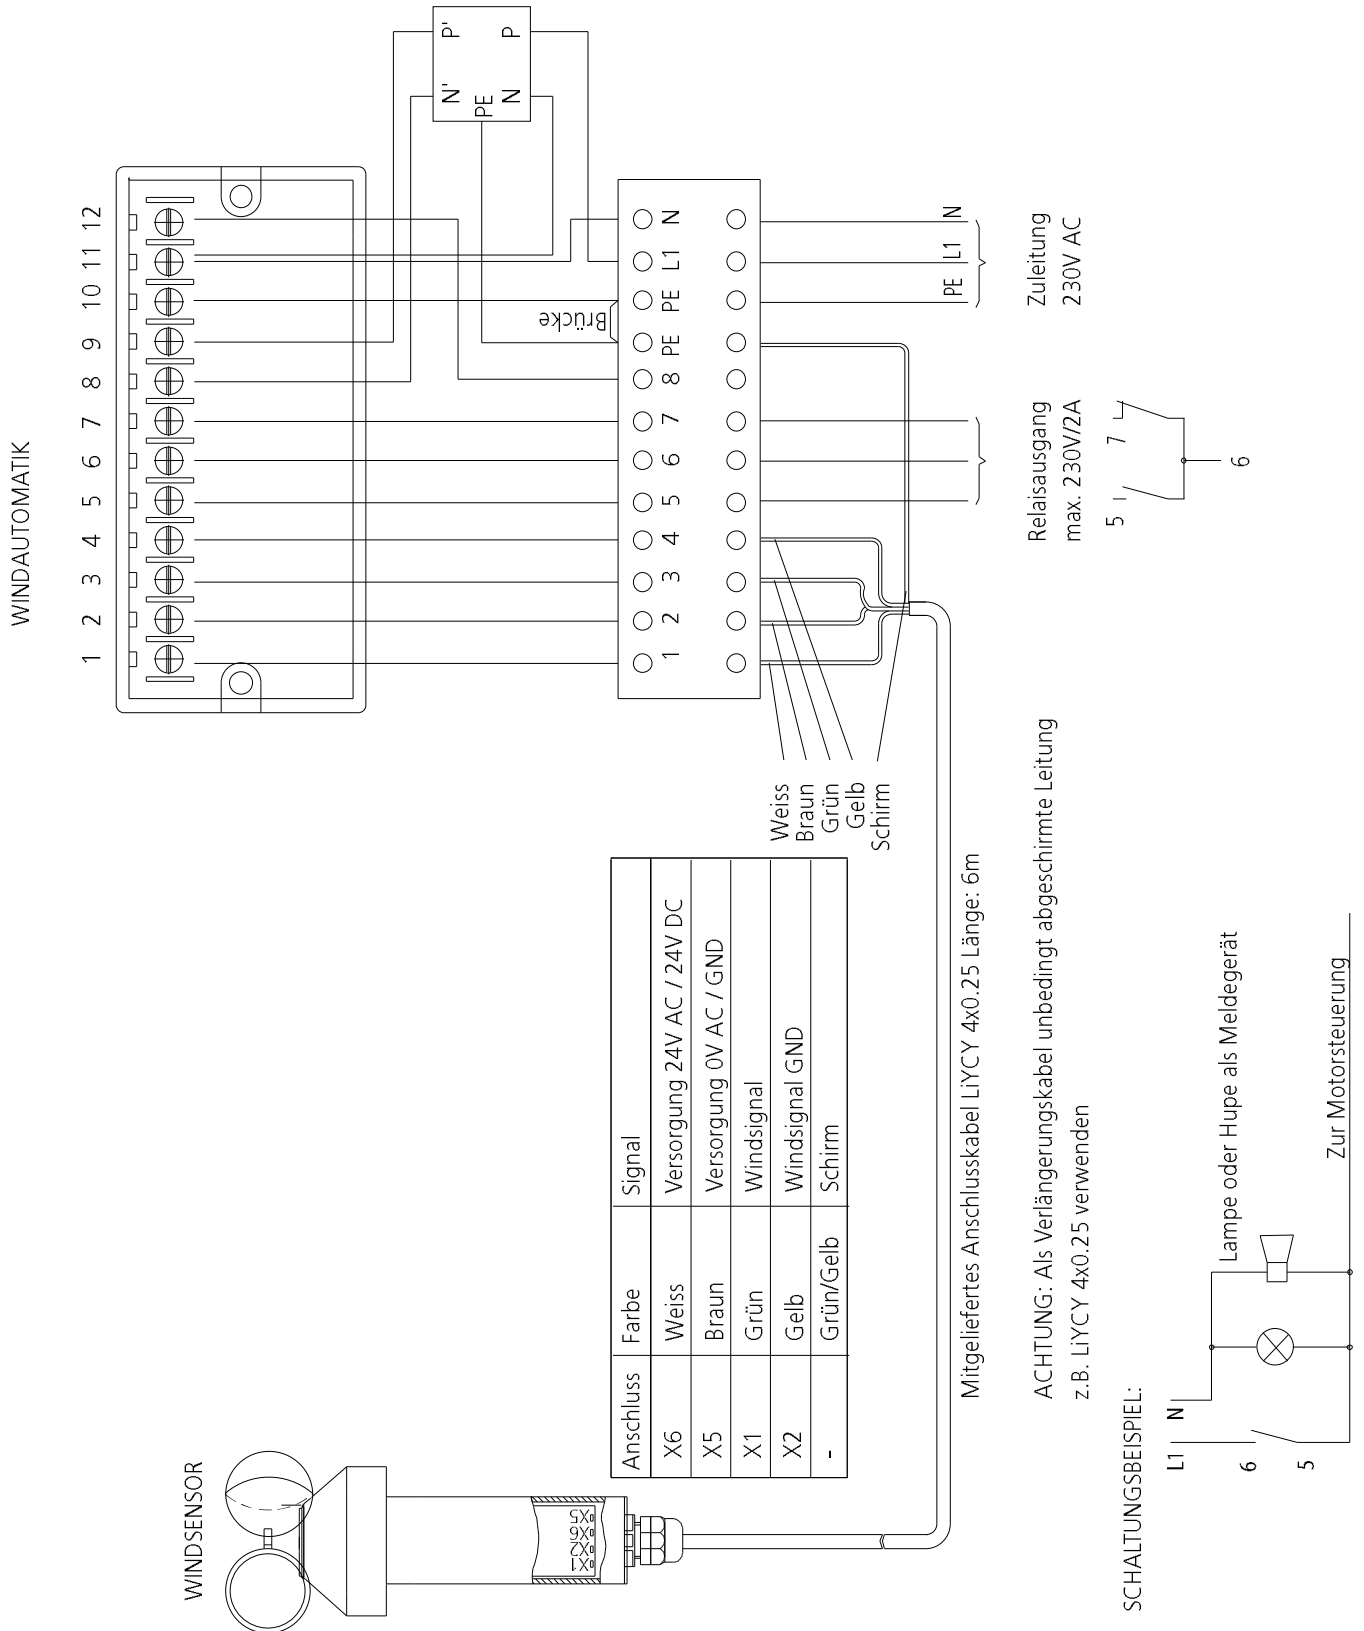 WINDAUTOMATIK
1 2 3 4 5 6 7 8 9 10 11 12
N' P'
PE
N P
Brücke
1 2 3 4 5 6 7 8 PE PE L1 N
Weiss
Braun
Grün
Gelb
Schirm
PE L1 N
Relaisausgang
max. 230V/2A
5 7
6
Zuleitung
230V AC
WINDSENSOR
X1 X2 X6 X5
Anschluss Farbe Signal
X6 Weiss Versorgung 24V AC / 24V DC
X5 Braun Versorgung 0V AC / GND
X1 Grün Windsignal
X2 Gelb Windsignal GND
- Grün/Gelb Schirm
Mitgeliefertes Anschlusskabel LiYCY 4x0.25 Länge: 6m
ACHTUNG: Als Verlängerungskabel unbedingt abgeschirmte Leitung
z.B. LiYCY 4x0.25 verwenden
SCHALTUNGSBEISPIEL:
L1 N
6
5
Lampe oder Hupe als Meldegerät
Zur Motorsteuerung